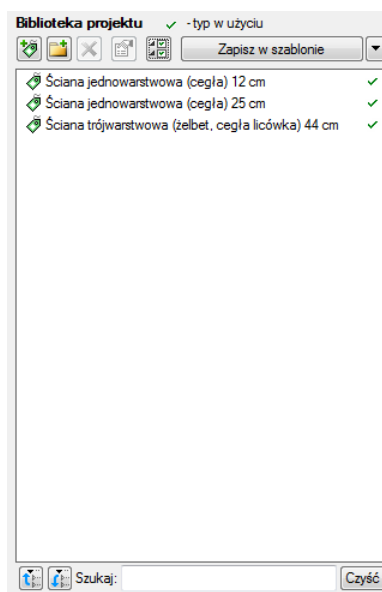 Biblioteka projektu - typ w użyciu
Zapisz w szablonie
Ściana jednowarstwowa (cegła) 12 cm
Ściana jednowarstwowa (cegła) 25 cm
Ściana trójwarstwowa (żelbet, cegła licówka) 44 cm
Szukaj: Czyść